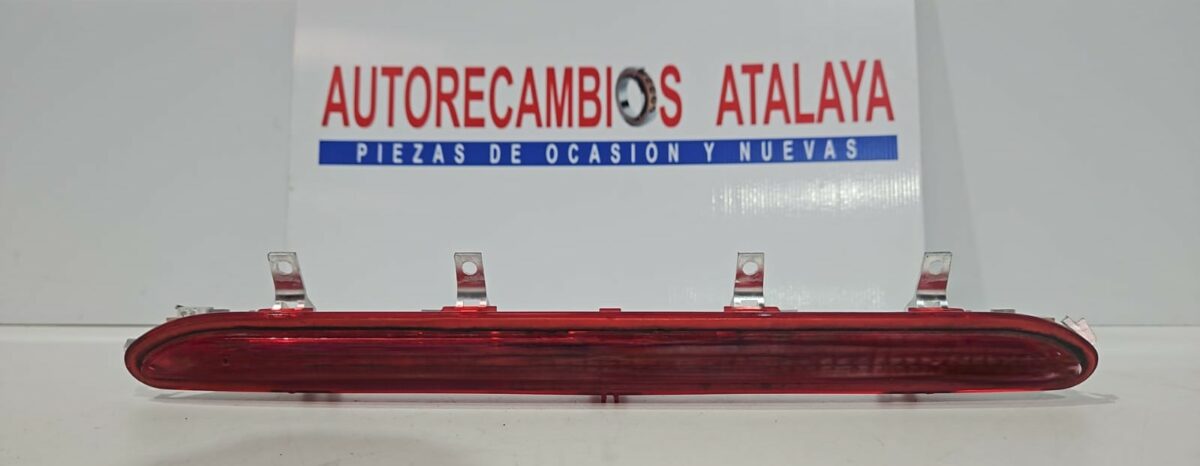 AUTORECAMBIOS ATALAYA
PIEZAS DE OCASIÓN Y NUEVAS